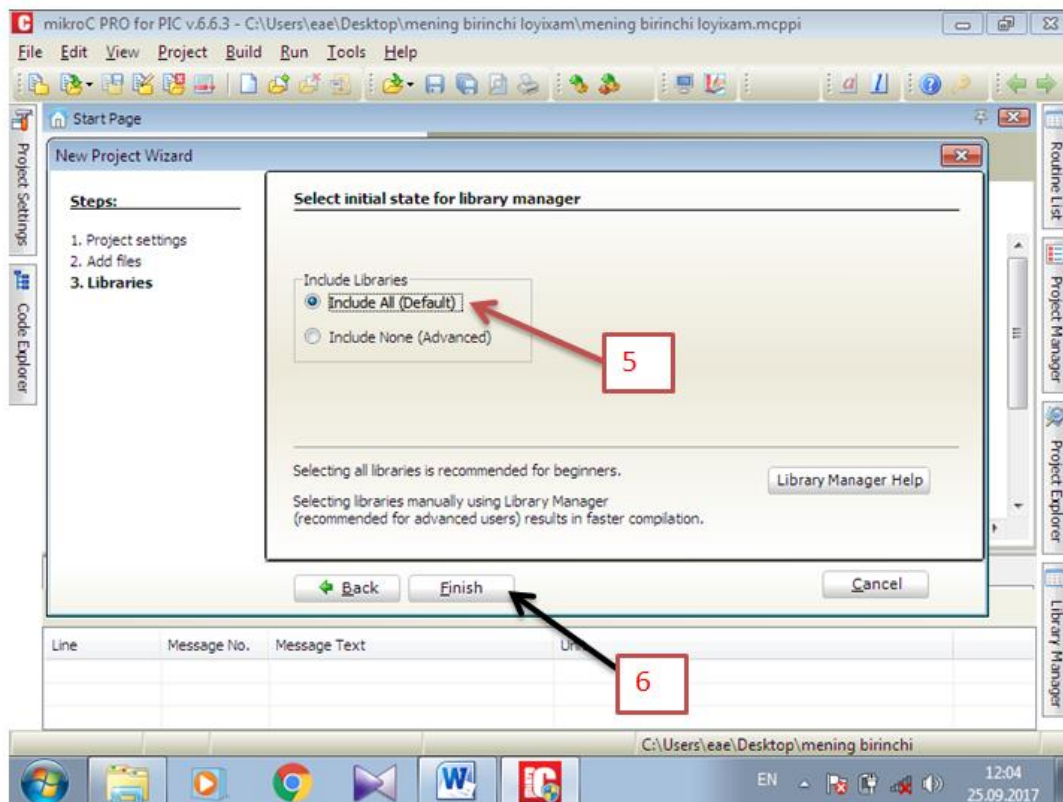 mikroC PRO for PIC v.6.6.3 - C:\Users\eae\Desktop\mening birinchi loyixam\mening birinchi loyixam.mcppi
File Edit View Project Build Run Tools Help
Start Page
Project Settings
Code Explorer
New Project Wizard
Steps:
1. Project settings
2. Add files
3. Libraries
Select initial state for library manager
Include Libraries
Include All (Default)
Include None (Advanced)
5
Selecting all libraries is recommended for beginners.
Selecting libraries manually using Library Manager
(recommended for advanced users) results in faster compilation.
Library Manager Help
Back Finish Cancel
6
Routine List
Project Manager
Project Explorer
Library Manager
Line Message No. Message Text
C:\Users\eae\Desktop\mening birinchi
EN
12:04
25.09.2017